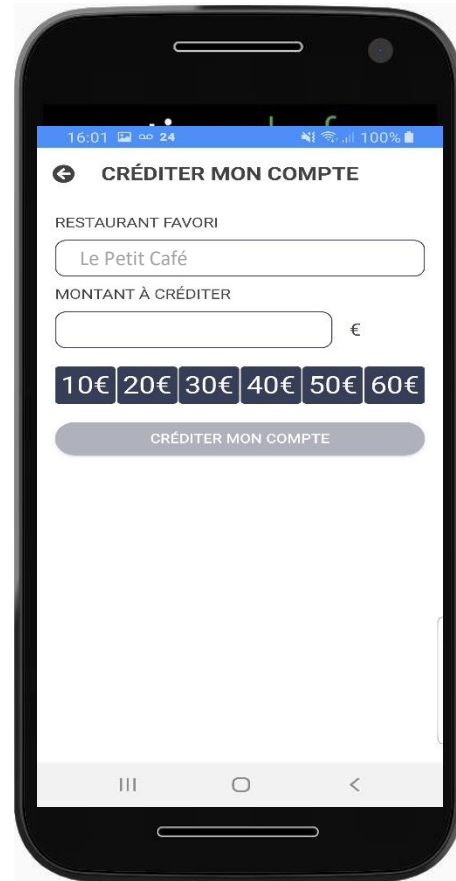 16:01 24 100%
CRÉDITER MON COMPTE
RESTAURANT FAVORI
Le Petit Café
MONTANT À CRÉDITER
€
10€ 20€ 30€ 40€ 50€ 60€
CRÉDITER MON COMPTE